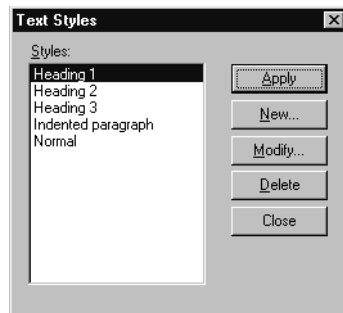 Text Styles
Styles:
Heading 1
Heading 2
Heading 3
Indented paragraph
Normal
Apply
New...
Modify...
Delete
Close